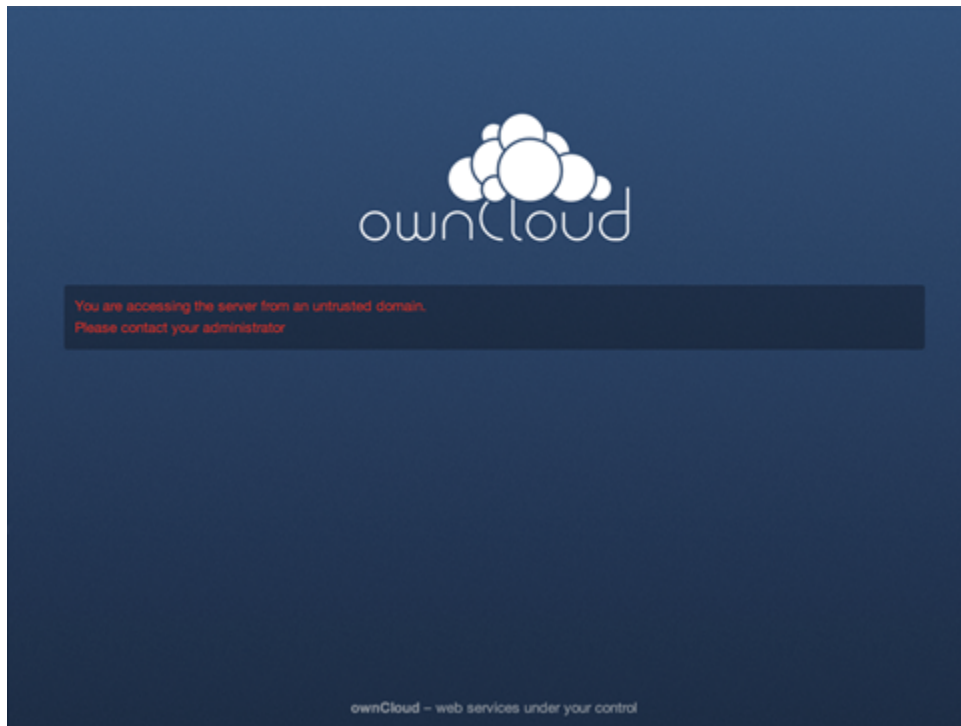 ownCloud
You are accessing the server from an untrusted domain.
Please contact your administrator
ownCloud – web services under your control